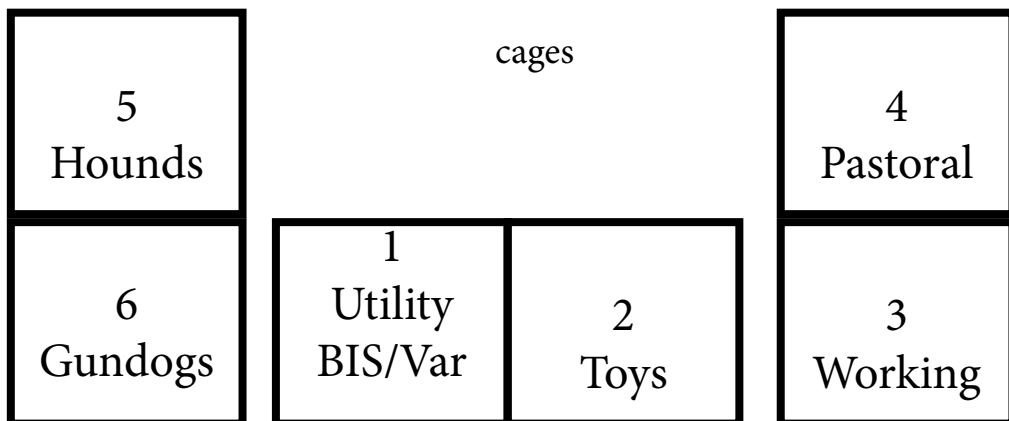 cages
5
Hounds
4
Pastoral
6
Gundogs
1
Utility
BIS/Var
2
Toys
3
Working